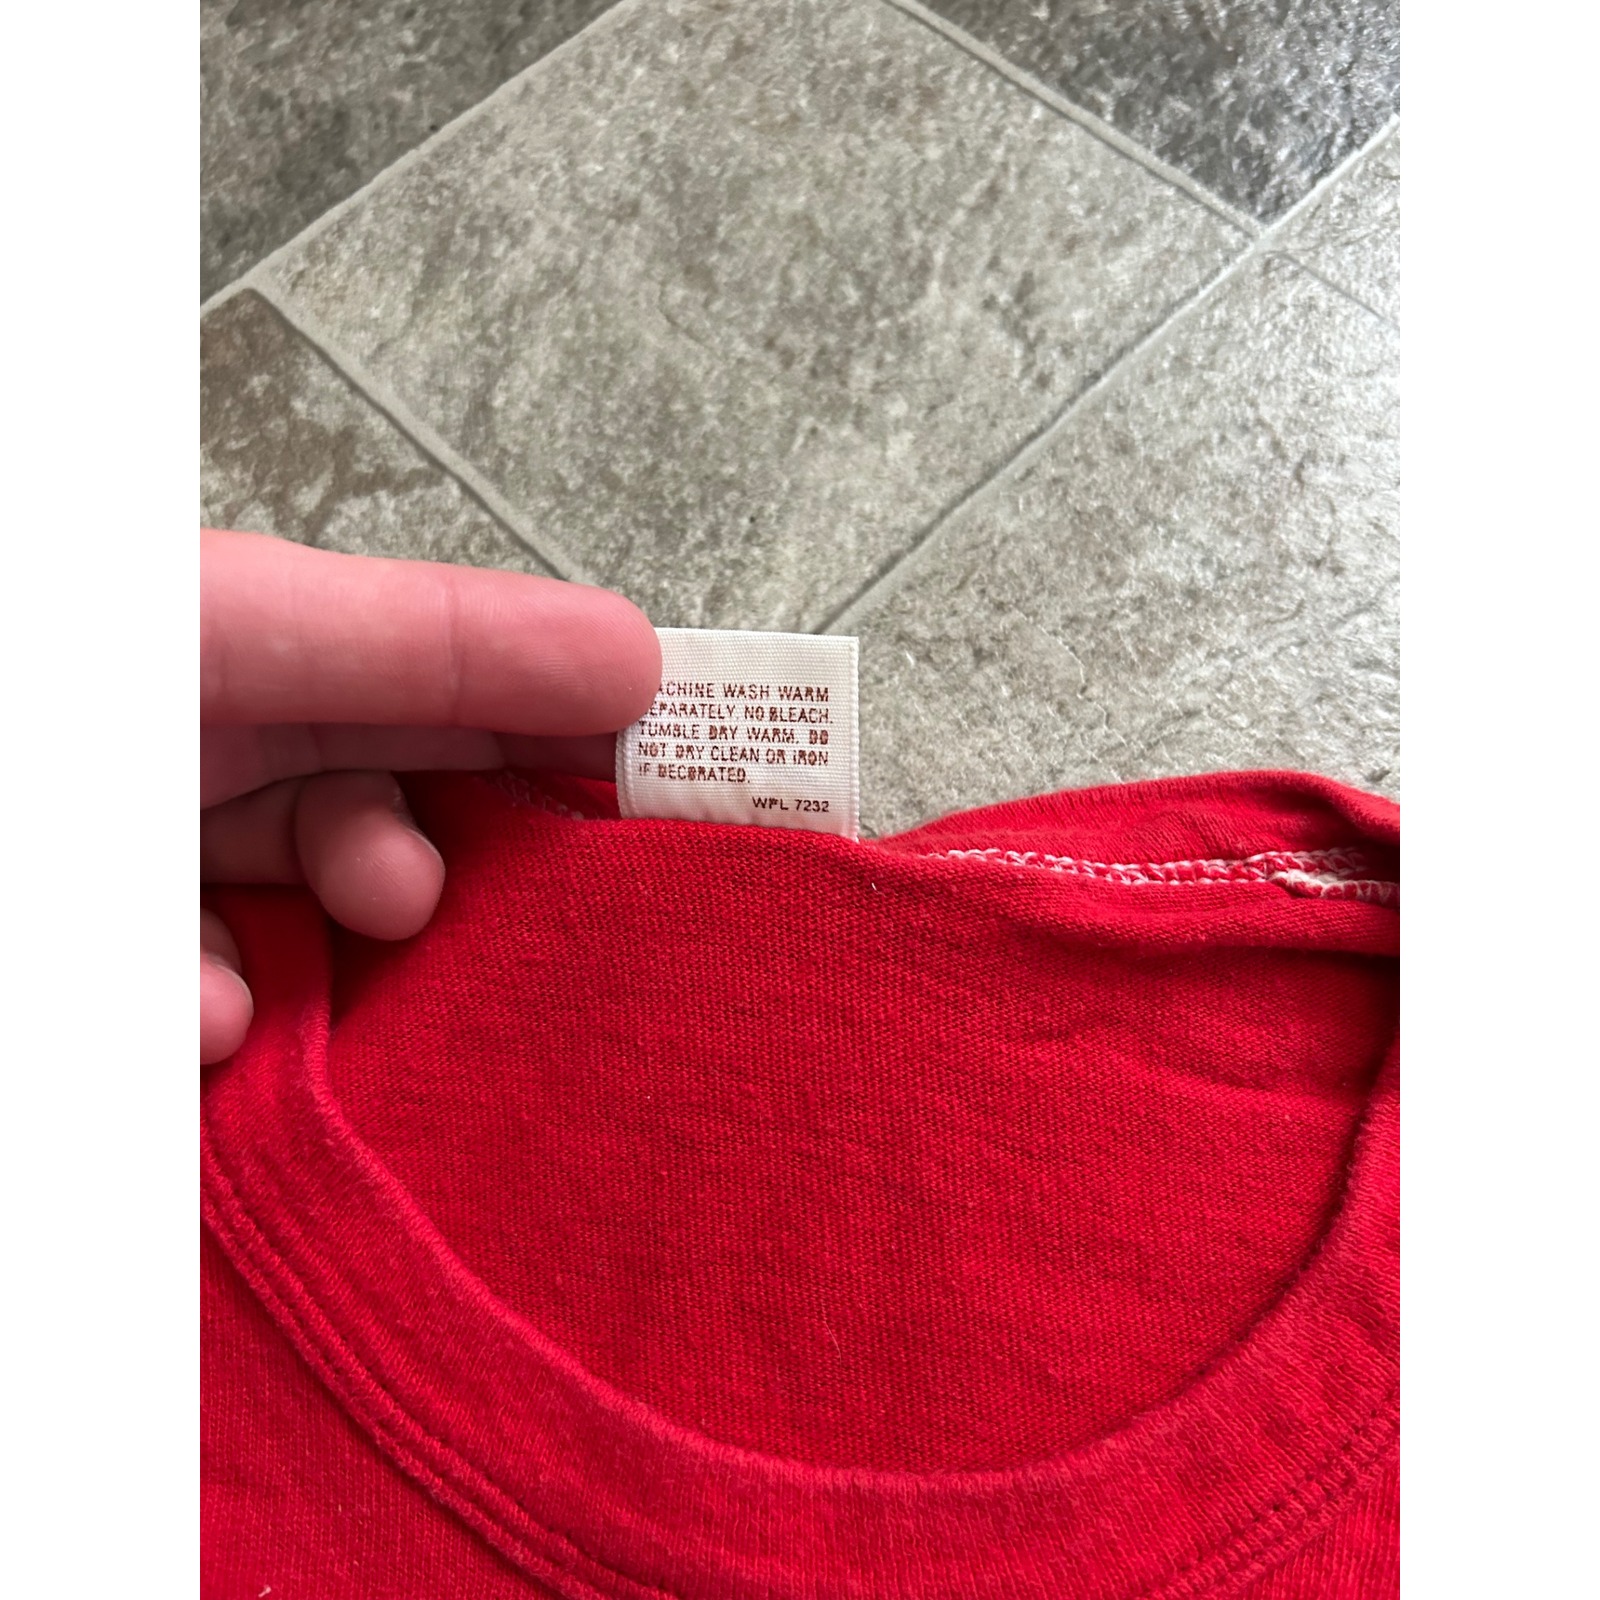 ACHINE WASH WARM
EPARATELY. NO BLEACH.
TUMBLE DRY WARM. DO
NOT DRY CLEAN OR IRON
IF DECORATED.
WPL 7232